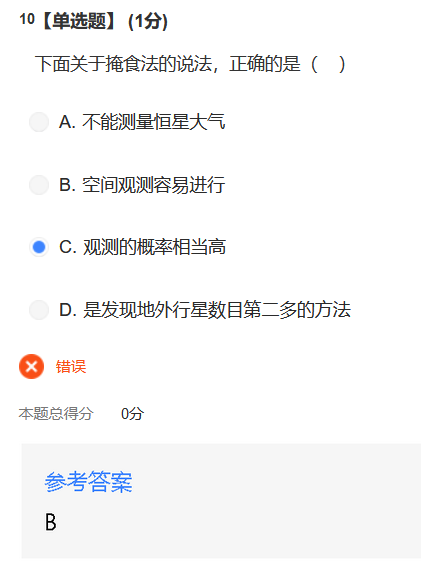 10【单选题】 (1分)
下面关于掩食法的说法，正确的是（ ）
A. 不能测量恒星大气
B. 空间观测容易进行
C. 观测的概率相当高
D. 是发现地外行星数目第二多的方法
错误
本题总得分 0分
参考答案
B